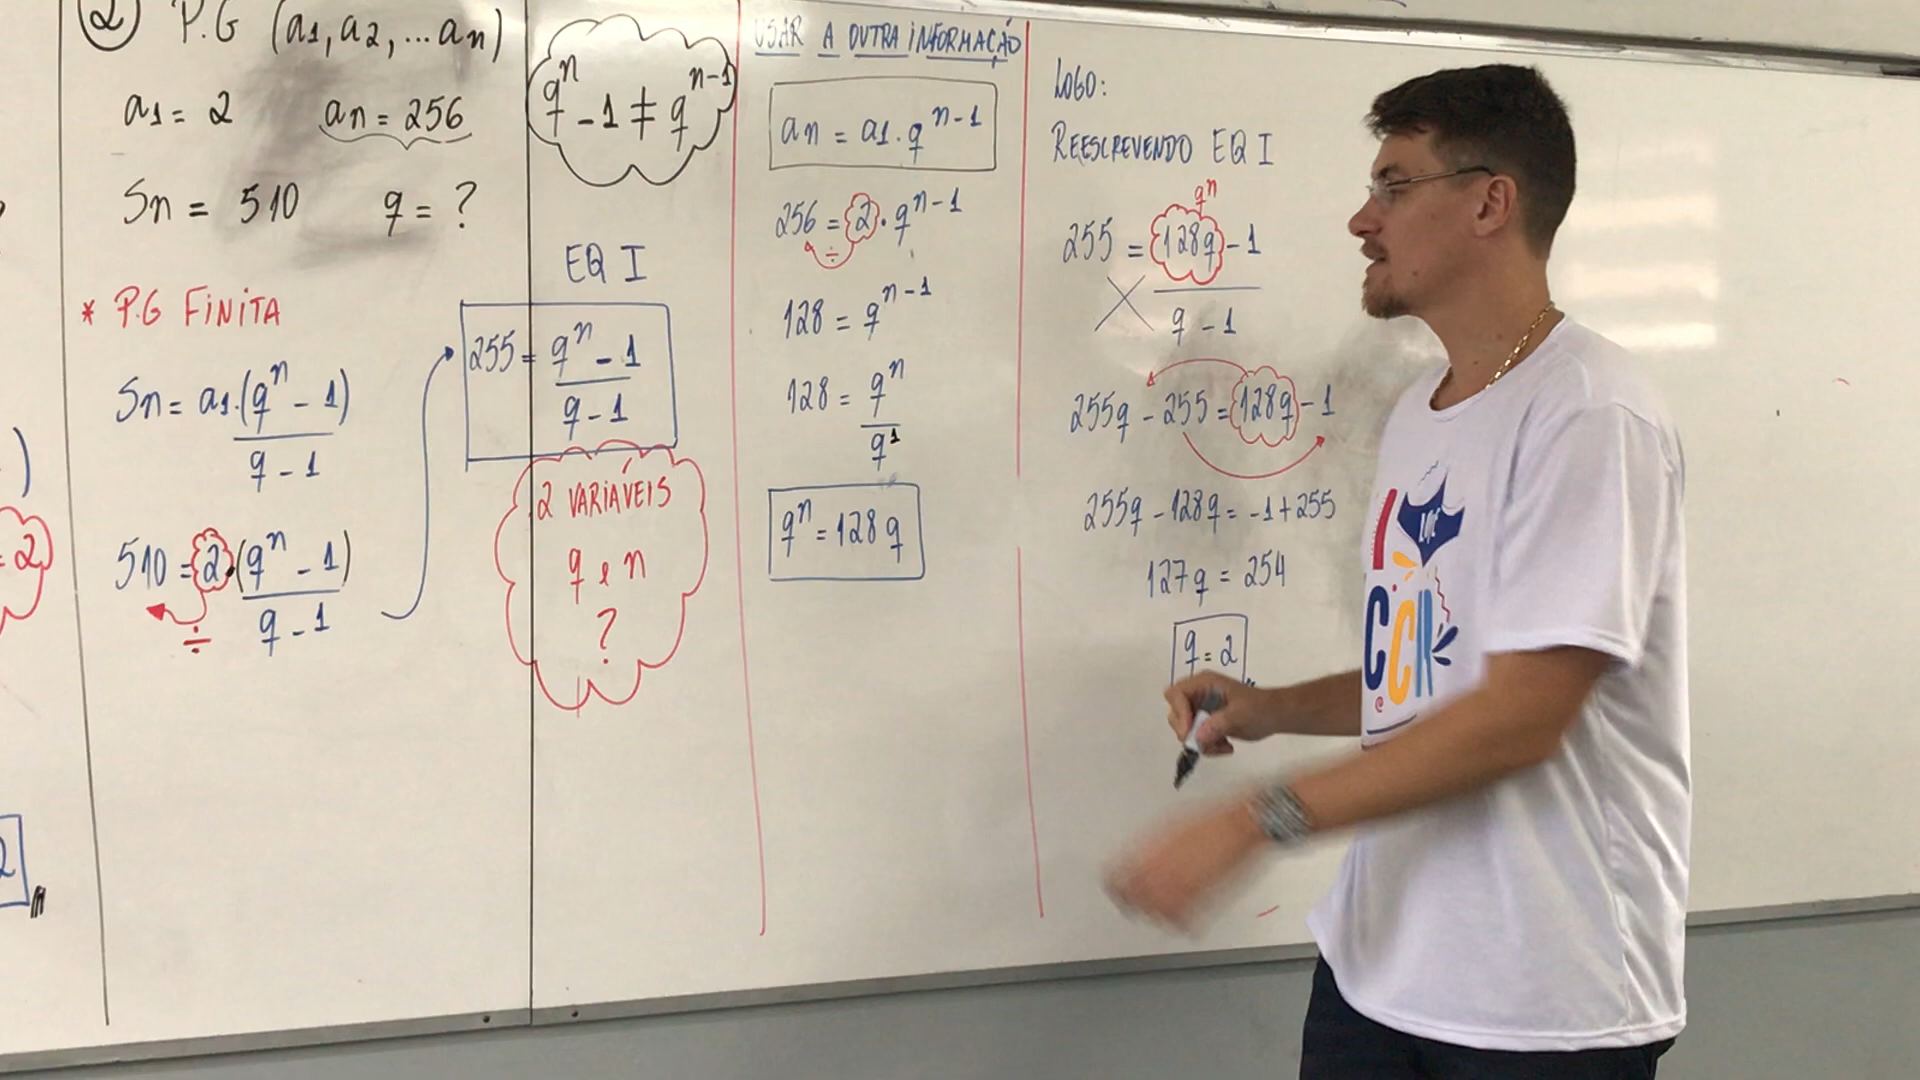 2 P.G (a1, a2, ... an)
a1 = 2 an = 256
Sn = 510 q = ?
* P.G FINITA
Sn = a1.(q^n - 1)
q - 1
510 = 2.(q^n - 1)
÷ q - 1
q^n - 1 ≠ q^n-1
EQ I
255 = q^n - 1
q - 1
2 VARIÁVEIS
q e n
?
USAR A OUTRA INFORMAÇÃO
an = a1 . q^n-1
256 = 2 . q^n-1
÷
128 = q^n-1
128 = q^n
q^1
q^n = 128q
LOGO:
REESCREVENDO EQ I
q^n
255 = 128q - 1
q - 1
255q - 255 = 128q - 1
255q - 128q = -1 + 255
127q = 254
q = 2
)
= 2)
2